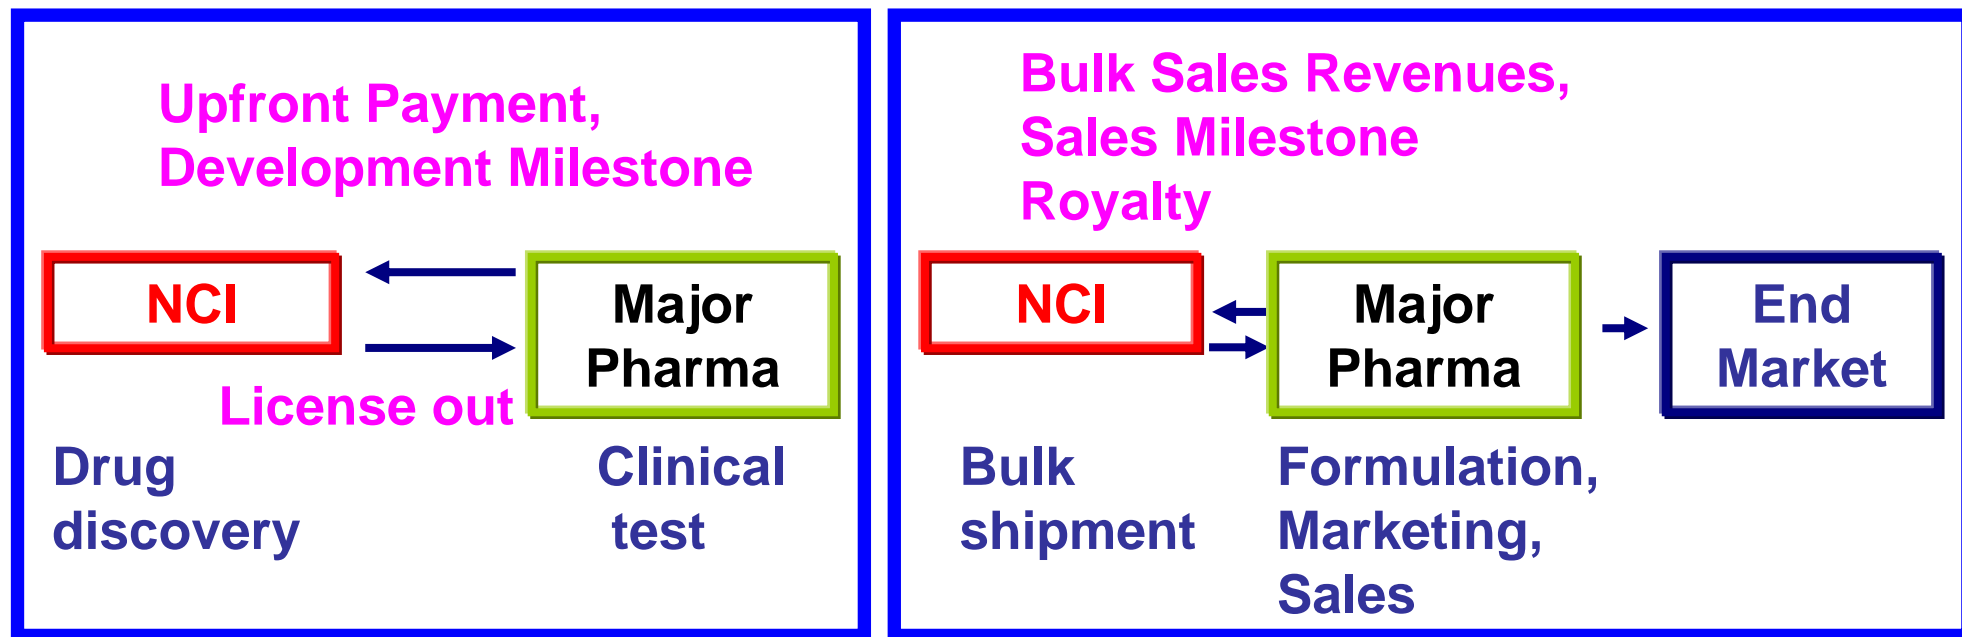 Upfront Payment,
Development Milestone
NCI
Major
Pharma
License out
Drug
discovery
Clinical
test
Bulk Sales Revenues,
Sales Milestone
Royalty
NCI
Major
Pharma
End
Market
Bulk
shipment
Formulation,
Marketing,
Sales